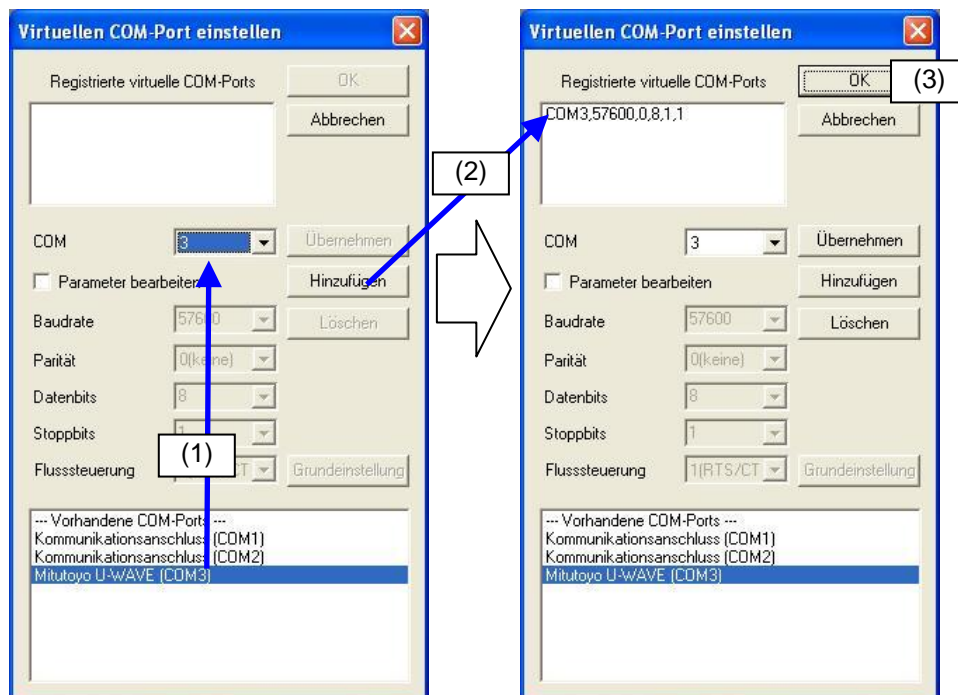 Virtuellen COM-Port einstellen
Registrierte virtuelle COM-Ports
OK
Abbrechen
COM
3
Übernehmen
Parameter bearbeiten
Hinzufügen
Baudrate
57600
Löschen
Parität
0(keine)
Datenbits
8
Stoppbits
1
Flusssteuerung
Grundeinstellung
--- Vorhandene COM-Ports ---
Kommunikationsanschluss (COM1)
Kommunikationsanschluss (COM2)
Mitutoyo U-WAVE (COM3)
(1)
(2)
Virtuellen COM-Port einstellen
Registrierte virtuelle COM-Ports
OK
(3)
COM3,57600,0,8,1,1
Abbrechen
COM
3
Übernehmen
Parameter bearbeiten
Hinzufügen
Baudrate
57600
Löschen
Parität
0(keine)
Datenbits
8
Stoppbits
1
Flusssteuerung
1(RTS/CT
Grundeinstellung
--- Vorhandene COM-Ports ---
Kommunikationsanschluss (COM1)
Kommunikationsanschluss (COM2)
Mitutoyo U-WAVE (COM3)